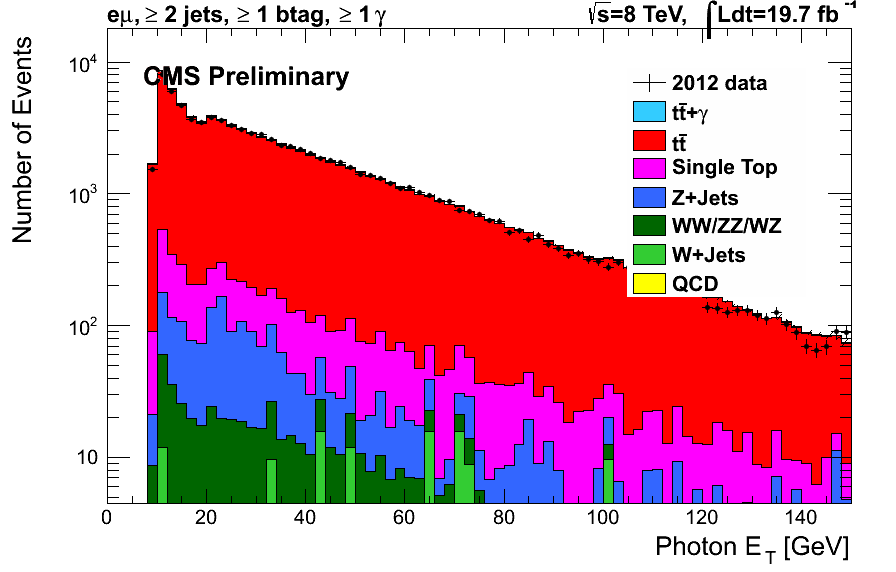 eμ, ≥ 2 jets, ≥ 1 btag, ≥ 1 γ
√s=8 TeV, ∫Ldt=19.7 fb⁻¹
CMS Preliminary
Number of Events
10⁴
10³
10²
10
2012 data
tt̄+γ
tt̄
Single Top
Z+Jets
WW/ZZ/WZ
W+Jets
QCD
0 20 40 60 80 100 120 140
Photon E_T [GeV]